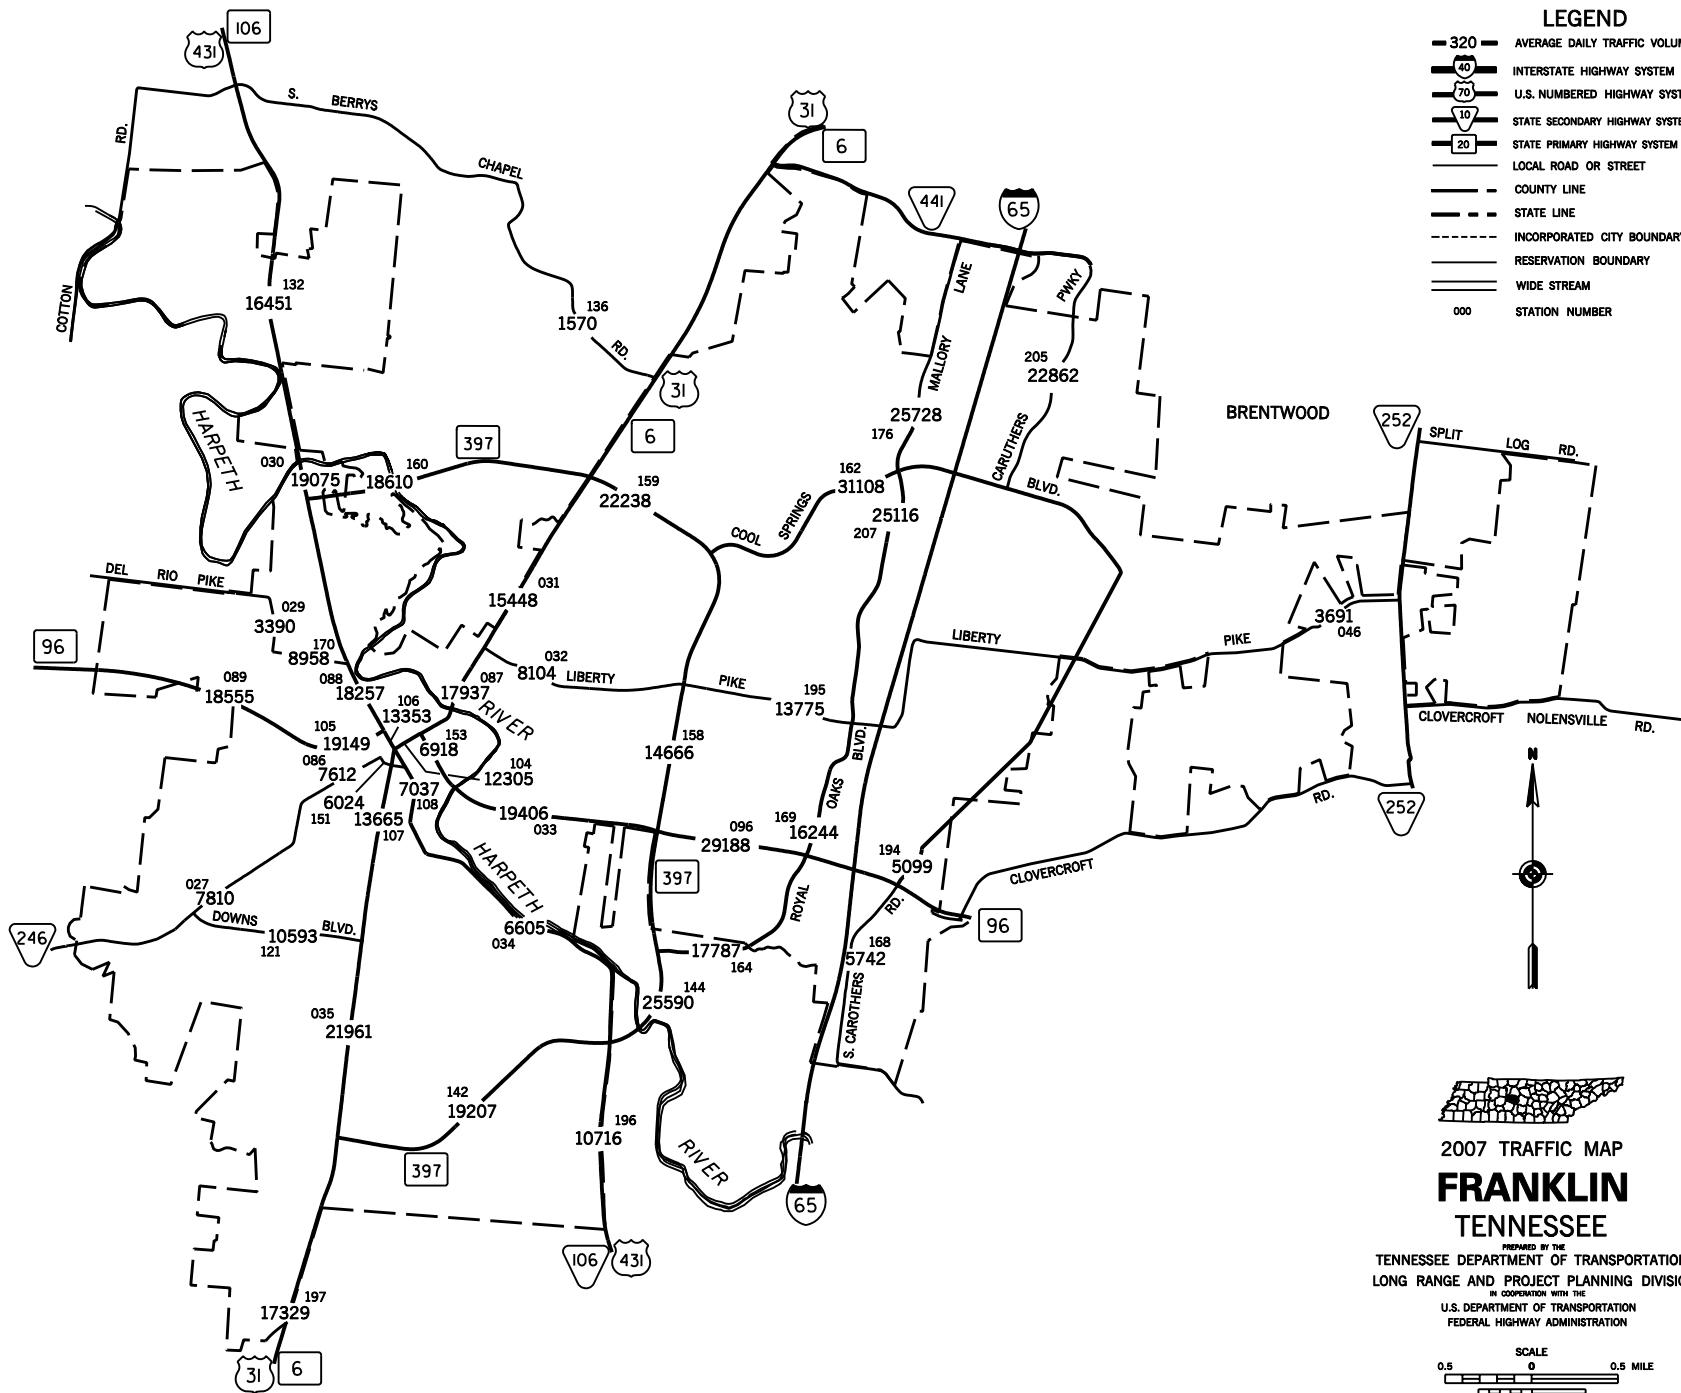 LEGEND
320 AVERAGE DAILY TRAFFIC VOLU
40 INTERSTATE HIGHWAY SYSTEM
70 U.S. NUMBERED HIGHWAY SYST
10 STATE SECONDARY HIGHWAY SYSTE
20 STATE PRIMARY HIGHWAY SYSTEM
LOCAL ROAD OR STREET
COUNTY LINE
STATE LINE
INCORPORATED CITY BOUNDAR
RESERVATION BOUNDARY
WIDE STREAM
000 STATION NUMBER
106
431
S. BERRYS CHAPEL RD.
RD.
COTTON
31
6
441
65
132
16451
136
1570
31
6
LANE
MALLORY
PWKY
CARUTHERS
205
22862
25728
176
BRENTWOOD
252
SPLIT LOG RD.
HARPETH
397
030
19075
160
18610
159
22238
162
31108
BLVD.
COOL SPRINGS
25116
207
DEL RIO PIKE
029
3390
031
15448
3691
046
96
170
8958
032
8104
LIBERTY PIKE
LIBERTY PIKE
089
18555
088
18257
087
17937
RIVER
106
13353
195
13775
CLOVERCROFT NOLENSVILLE RD.
105
19149
153
6918
158
14666
BLVD.
OAKS
ROYAL
086
7612
104
12305
7037
108
6024
151
13665
107
19406
033
096
29188
169
16244
194
5099
RD.
252
N
CLOVERCROFT
RD.
HARPETH
397
027
7810
DOWNS BLVD.
10593
121
246
6605
034
96
17787
164
168
5742
S. CAROTHERS
144
25590
035
21961
142
19207
196
10716
397
RIVER
65
106
431
197
17329
31
6
2007 TRAFFIC MAP
FRANKLIN
TENNESSEE
PREPARED BY THE
TENNESSEE DEPARTMENT OF TRANSPORTATION
LONG RANGE AND PROJECT PLANNING DIVISI
IN COOPERATION WITH THE
U.S. DEPARTMENT OF TRANSPORTATION
FEDERAL HIGHWAY ADMINISTRATION
SCALE
0.5 0 0.5 MILE